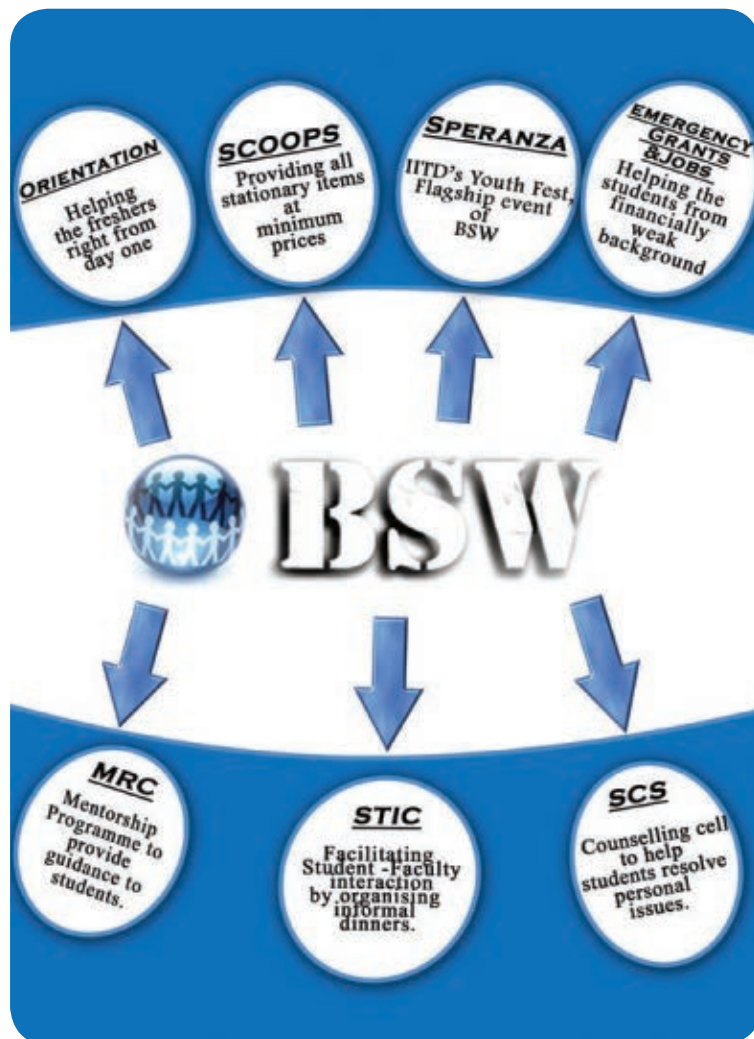 ORIENTATION
Helping
the freshers
right from
day one
SCOOPS
Providing all
stationary items
at
minimum
prices
SPERANZA
IITD's Youth Fest,
Flagship event
of
BSW
EMERGENCY
GRANTS
&JOBS
Helping the
students from
financially
weak
background
BSW
MRC
Mentorship
Programme to
provide
guidance to
students.
STIC
Facilitating
Student -Faculty
interaction
by organising
informal
dinners.
SCS
Counselling cell
to help
students resolve
personal
issues.